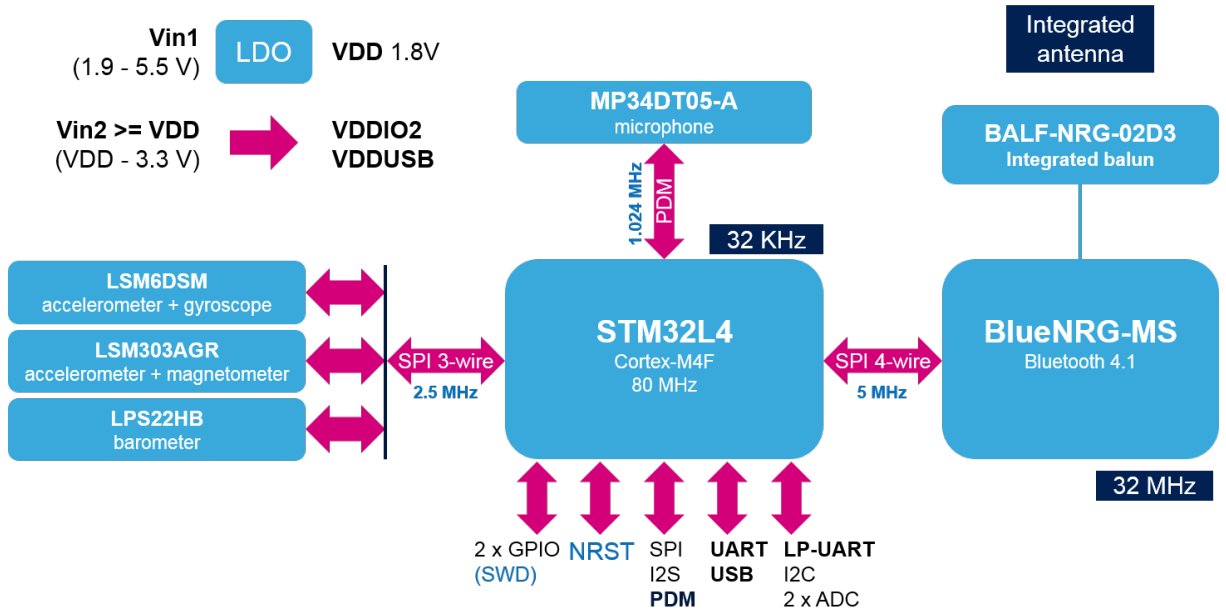 Vin1
(1.9 - 5.5 V)
LDO
VDD 1.8V
Vin2 >= VDD
(VDD - 3.3 V)
VDDIO2
VDDUSB
Integrated
antenna
MP34DT05-A
microphone
BALF-NRG-02D3
Integrated balun
1.024 MHz
PDM
32 KHz
LSM6DSM
accelerometer + gyroscope
LSM303AGR
accelerometer + magnetometer
LPS22HB
barometer
SPI 3-wire
2.5 MHz
STM32L4
Cortex-M4F
80 MHz
SPI 4-wire
5 MHz
BlueNRG-MS
Bluetooth 4.1
32 MHz
2 x GPIO
(SWD)
NRST
SPI
I2S
PDM
UART
USB
LP-UART
I2C
2 x ADC